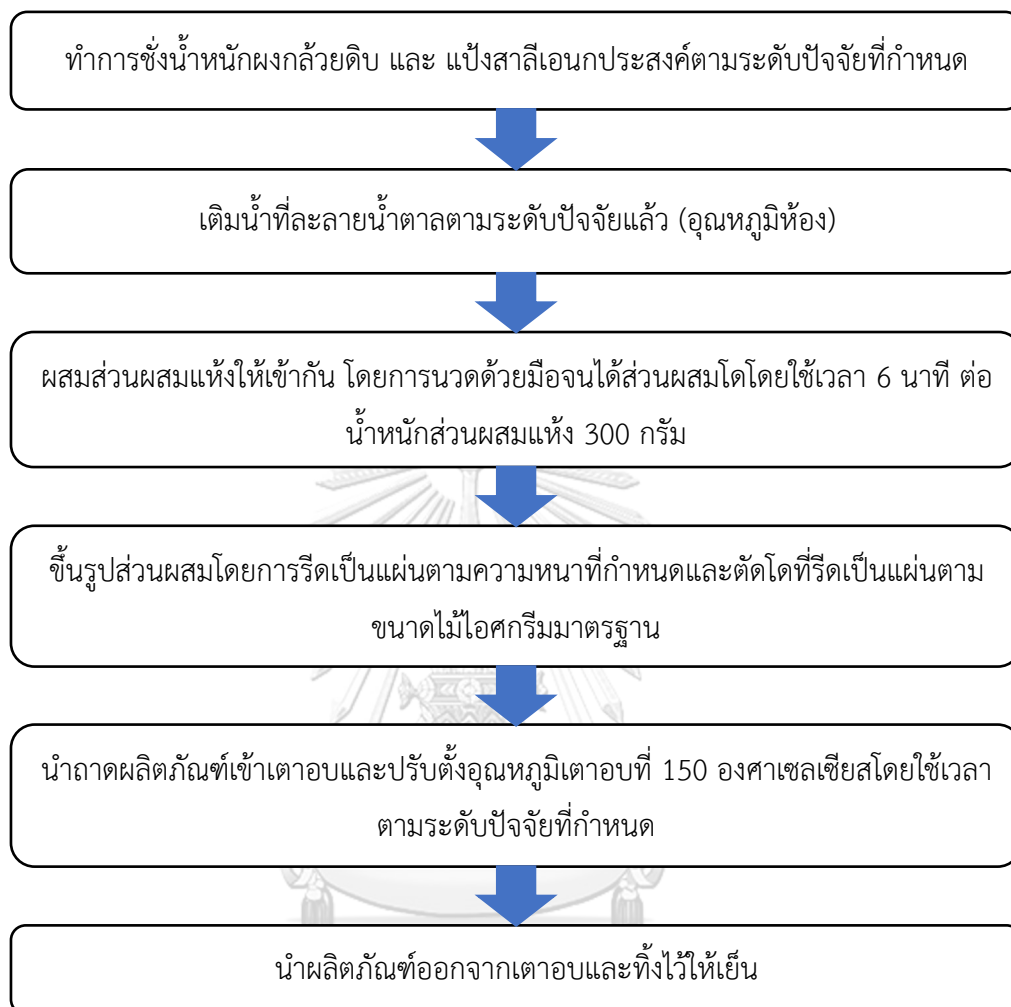 ทำการชั่งน้ำหนักผงกล้วยดิบ และ แป้งสาลีเอนกประสงค์ตามระดับปัจจัยที่กำหนด
เติมน้ำที่ละลายน้ำตาลตามระดับปัจจัยแล้ว (อุณหภูมิห้อง)
ผสมส่วนผสมแห้งให้เข้ากัน โดยการนวดด้วยมือจนได้ส่วนผสมโดโดยใช้เวลา 6 นาที ต่อ
น้ำหนักส่วนผสมแห้ง 300 กรัม
ขึ้นรูปส่วนผสมโดยการรีดเป็นแผ่นตามความหนาที่กำหนดและตัดโดที่รีดเป็นแผ่นตาม
ขนาดไม้ไอศกรีมมาตรฐาน
นำถาดผลิตภัณฑ์เข้าเตาอบและปรับตั้งอุณหภูมิเตาอบที่ 150 องศาเซลเซียสโดยใช้เวลา
ตามระดับปัจจัยที่กำหนด
นำผลิตภัณฑ์ออกจากเตาอบและทิ้งไว้ให้เย็น